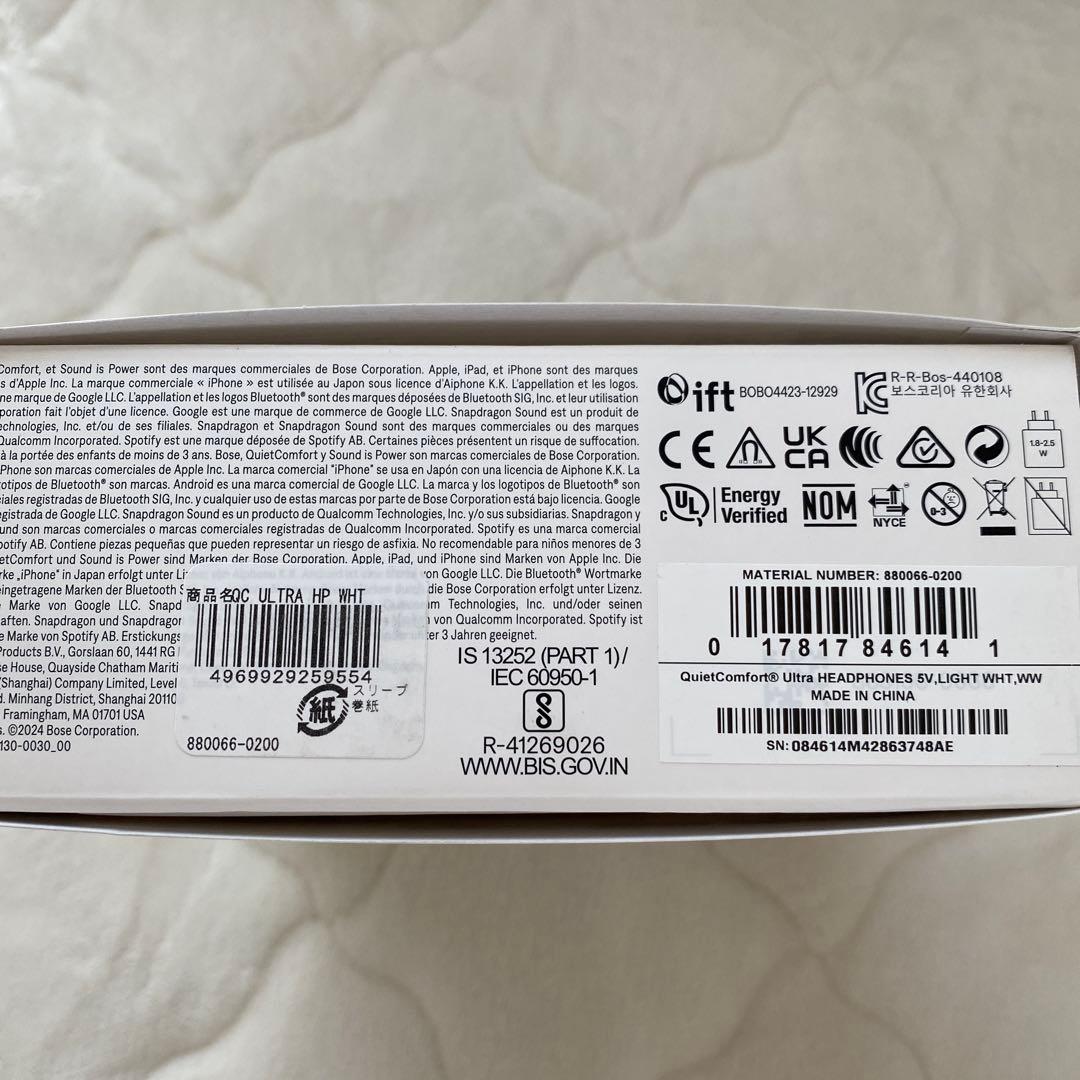 Comfort, et Sound is Power sont des marques commerciales de Bose Corporation. Apple, iPad, et iPhone sont des marques
s d'Apple Inc. La marque commerciale « iPhone » est utilisée au Japon sous licence d'Aiphone K.K. L'appellation et les logos
ne marque de Google LLC. L'appellation et les logos Bluetooth® sont des marques déposées de Bluetooth SIG, Inc. et leur utilisation
poration fait l'objet d'une licence. Google est une marque de commerce de Google LLC. Snapdragon Sound est un produit de
echnologies, Inc. et/ou de ses filiales. Snapdragon et Snapdragon Sound sont des marques commerciales ou des marques
Qualcomm Incorporated. Spotify est une marque déposée de Spotify AB. Certaines pièces présentent un risque de suffocation.
à la portée des enfants de moins de 3 ans. Bose, QuietComfort y Sound is Power son marcas comerciales de Bose Corporation.
iPhone son marcas comerciales de Apple Inc. La marca comercial "iPhone" se usa en Japón con una licencia de Aiphone K.K. La
gotipos de Bluetooth® son marcas. Android es una marca comercial de Google LLC. La marca y los logotipos de Bluetooth® son
ciales registradas de Bluetooth SIG, Inc. y cualquier uso de estas marcas por parte de Bose Corporation está bajo licencia. Google
egistrada de Google LLC. Snapdragon Sound es un producto de Qualcomm Technologies, Inc. y/o sus subsidiarias. Snapdragon y
und son marcas comerciales o marcas comerciales registradas de Qualcomm Incorporated. Spotify es una marca comercial
potify AB. Contiene piezas pequeñas que pueden representar un riesgo de asfixia. No recomendable para niños menores de 3
ietComfort und Sound is Power sind Marken der Bose Corporation. Apple, iPad, und iPhone sind Marken von Apple Inc. Die
rke „iPhone" in Japan erfolgt unter Li von Google LLC. Die Bluetooth® Wortmarke
eingetragene Marken der Bluetooth S die Bose Corporation erfolgt unter Lizenz.
Marke von Google LLC. Snapd Technologies, Inc. und/oder seinen
aften. Snapdragon und Snapdragon n von Qualcomm Incorporated. Spotify ist
e Marke von Spotify AB. Erstickungs ter 3 Jahren geeignet.
Products B.V., Gorslaan 60, 1441 RG
se House, Quayside Chatham Mariti
(Shanghai) Company Limited, Level
d. Minhang District, Shanghai 20110
Framingham, MA 01701 USA
s. ©2024 Bose Corporation.
130-0030_00
商品名QC ULTRA HP WHT
4969929259554
紙
スリーブ
巻紙
880066-0200
IS 13252 (PART 1)/
IEC 60950-1
R-41269026
WWW.BIS.GOV.IN
ift BOBO4423-12929
R-R-Bos-440108
보스코리아 유한회사
CE UK CA
1.8-2.5
W
c UL Energy
Verified
NOM
NYCE
0-3
MATERIAL NUMBER: 880066-0200
0 17817 84614 1
QuietComfort® Ultra HEADPHONES 5V,LIGHT WHT,WW
MADE IN CHINA
SN: 084614M42863748AE